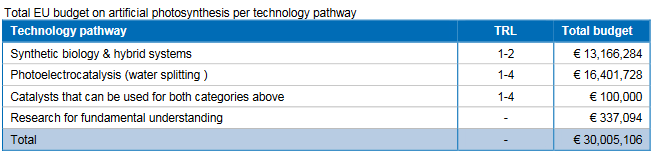 Total EU budget on artificial photosynthesis per technology pathway
Technology pathway TRL Total budget
Synthetic biology & hybrid systems 1-2 € 13,166,284
Photoelectrocatalysis (water splitting ) 1-4 € 16,401,728
Catalysts that can be used for both categories above 1-4 € 100,000
Research for fundamental understanding - € 337,094
Total - € 30,005,106